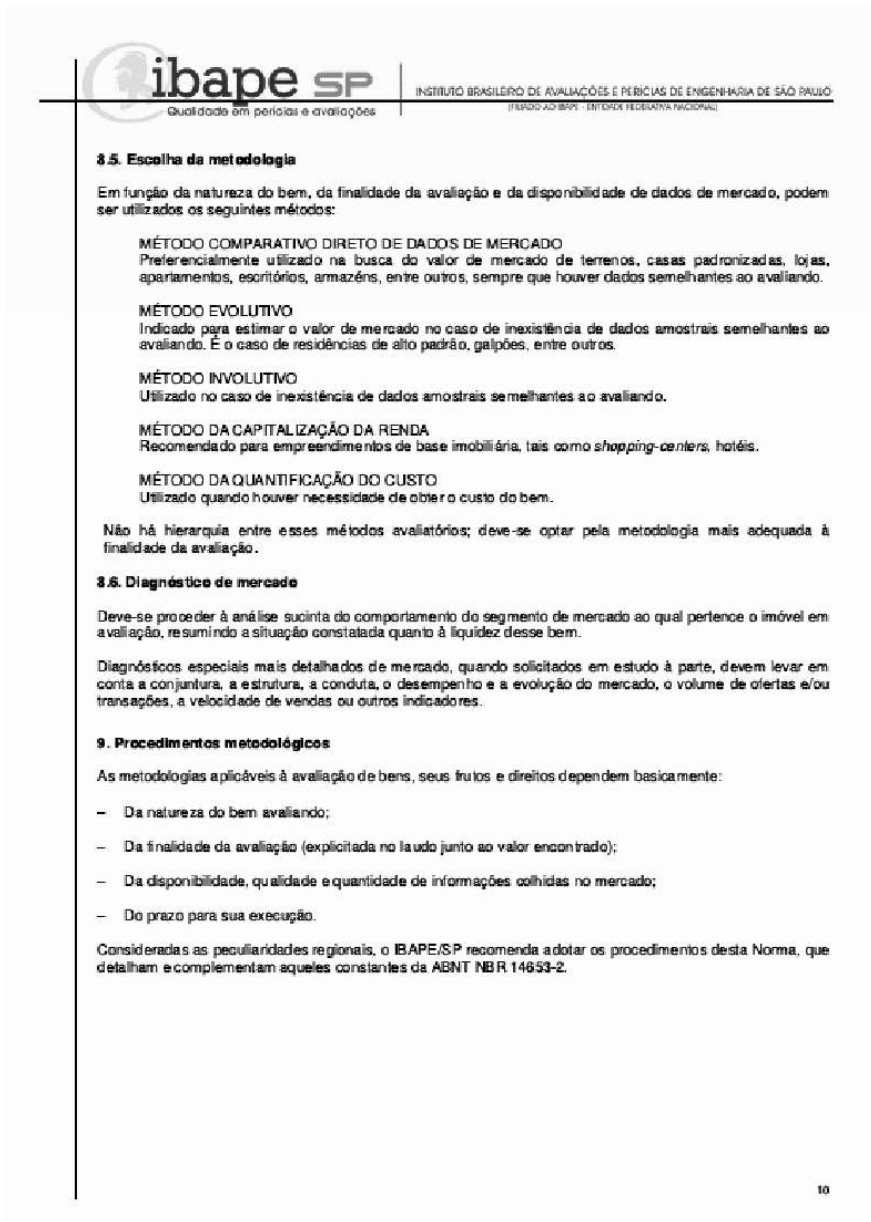 ibape SP
Qualidade em perícias e avaliações
INSTITUTO BRASILEIRO DE AVALIAÇÕES E PERÍCIAS DE ENGENHARIA DE SÃO PAULO
(FILIADO AO IBAPE - ENTIDADE FEDERATIVA NACIONAL)
8.5. Escolha da metodologia
Em função da natureza do bem, da finalidade da avaliação e da disponibilidade de dados de mercado, podem
ser utilizados os seguintes métodos:
MÉTODO COMPARATIVO DIRETO DE DADOS DE MERCADO
Preferencialmente utilizado na busca do valor de mercado de terrenos, casas padronizadas, lojas,
apartamentos, escritórios, armazéns, entre outros, sempre que houver dados semelhantes ao avaliando.
MÉTODO EVOLUTIVO
Indicado para estimar o valor de mercado no caso de inexistência de dados amostrais semelhantes ao
avaliando. É o caso de residências de alto padrão, galpões, entre outros.
MÉTODO INVOLUTIVO
Utilizado no caso de inexistência de dados amostrais semelhantes ao avaliando.
MÉTODO DA CAPITALIZAÇÃO DA RENDA
Recomendado para empreendimentos de base imobiliária, tais como shopping-centers, hotéis.
MÉTODO DA QUANTIFICAÇÃO DO CUSTO
Utilizado quando houver necessidade de obter o custo do bem.
Não há hierarquia entre esses métodos avaliatórios; deve-se optar pela metodologia mais adequada à
finalidade da avaliação.
8.6. Diagnóstico de mercado
Deve-se proceder à análise sucinta do comportamento do segmento de mercado ao qual pertence o imóvel em
avaliação, resumindo a situação constatada quanto à liquidez desse bem.
Diagnósticos especiais mais detalhados de mercado, quando solicitados em estudo à parte, devem levar em
conta a conjuntura, a estrutura, a conduta, o desempenho e a evolução do mercado, o volume de ofertas e/ou
transações, a velocidade de vendas ou outros indicadores.
9. Procedimentos metodológicos
As metodologias aplicáveis à avaliação de bens, seus frutos e direitos dependem basicamente:
– Da natureza do bem avaliando;
– Da finalidade da avaliação (explicitada no laudo junto ao valor encontrado);
– Da disponibilidade, qualidade e quantidade de informações colhidas no mercado;
– Do prazo para sua execução.
Consideradas as peculiaridades regionais, o IBAPE/SP recomenda adotar os procedimentos desta Norma, que
detalham e complementam aqueles constantes da ABNT NBR 14653-2.
10